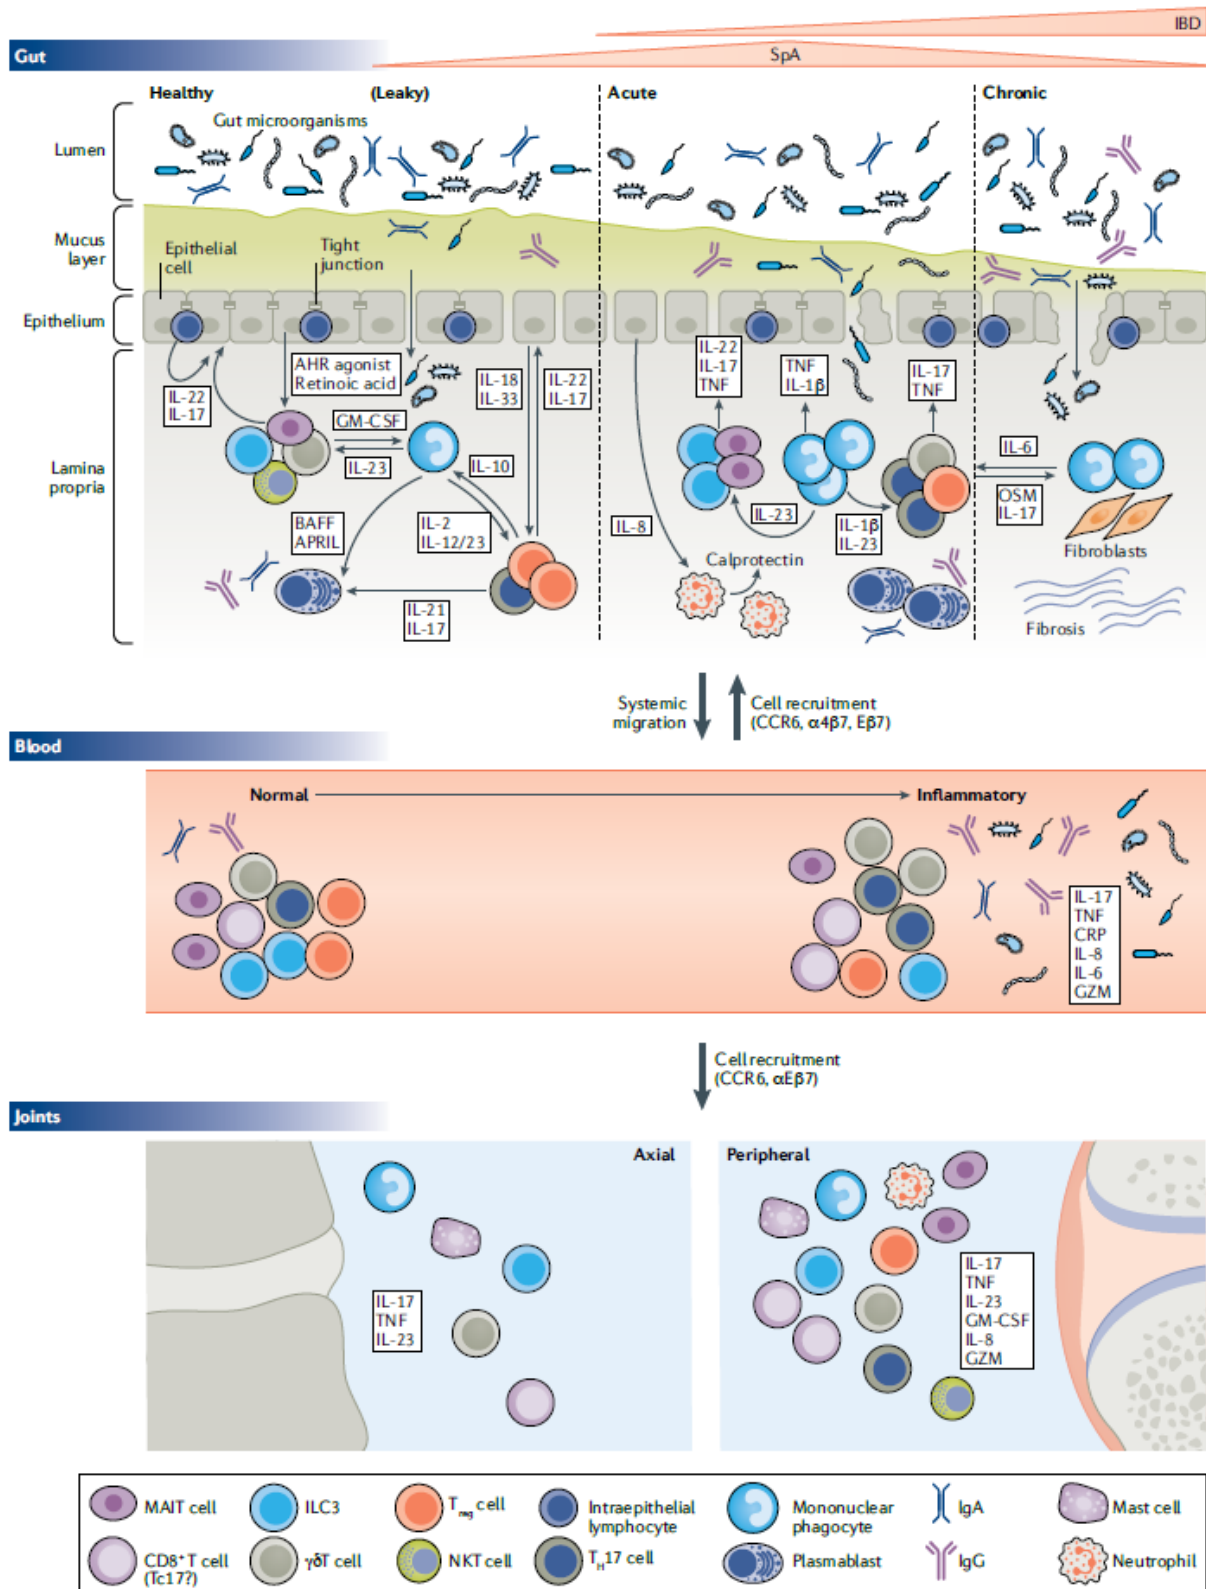 IBD
Gut
SpA
Healthy
(Leaky)
Acute
Chronic
Gut microorganisms
Lumen
Mucus
layer
Epithelial
cell
Tight
junction
Epithelium
AHR agonist
Retinoic acid
IL-22
IL-17
GM-CSF
IL-23
IL-18
IL-33
IL-22
IL-17
IL-22
IL-17
TNF
TNF
IL-1β
IL-17
TNF
Lamina
propria
IL-10
IL-6
OSM
IL-17
BAFF
APRIL
IL-2
IL-12/23
IL-8
IL-23
IL-1β
IL-23
Fibroblasts
Calprotectin
IL-21
IL-17
Fibrosis
Systemic
migration
Cell recruitment
(CCR6, α4β7, Eβ7)
Blood
Normal
Inflammatory
IL-17
TNF
CRP
IL-8
IL-6
GZM
Cell recruitment
(CCR6, αEβ7)
Joints
Axial
Peripheral
IL-17
TNF
IL-23
IL-17
TNF
IL-23
GM-CSF
IL-8
GZM
MAIT cell
ILC3
Treg cell
Intraepithelial
lymphocyte
Mononuclear
phagocyte
IgA
Mast cell
CD8+ T cell
(Tc17?)
γδT cell
NKT cell
TH17 cell
Plasmablast
IgG
Neutrophil